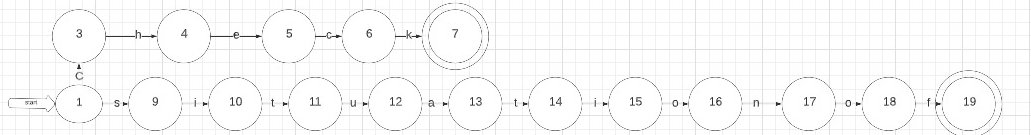 3 h 4 e 5 c 6 k 7
C
start 1 s 9 i 10 t 11 u 12 a 13 t 14 i 15 o 16 n 17 o 18 f 19